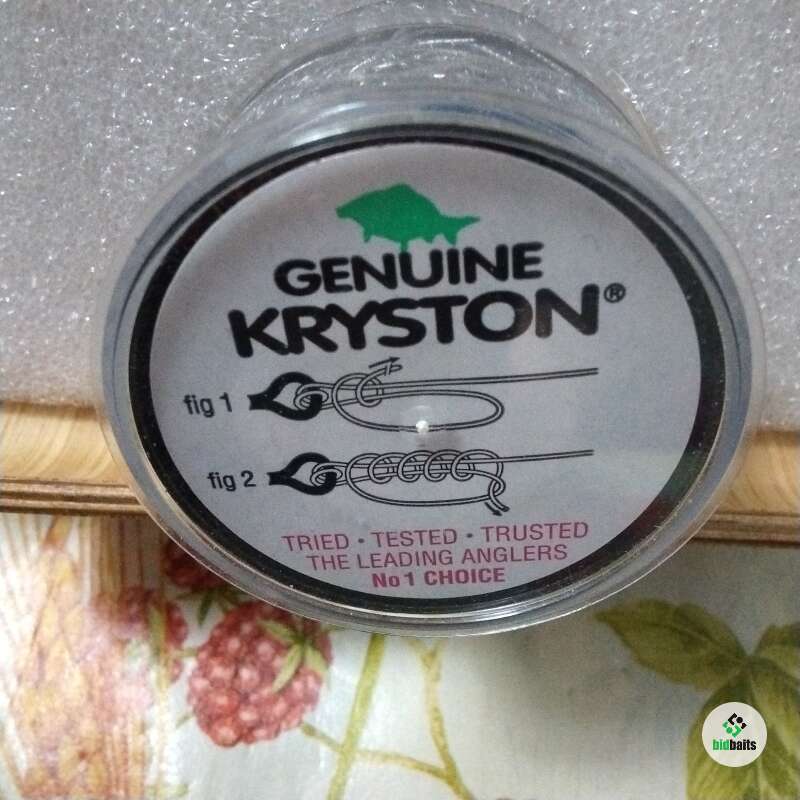 GENUINE
KRYSTON®
fig 1
fig 2
TRIED · TESTED · TRUSTED
THE LEADING ANGLERS
No1 CHOICE
bidbaits